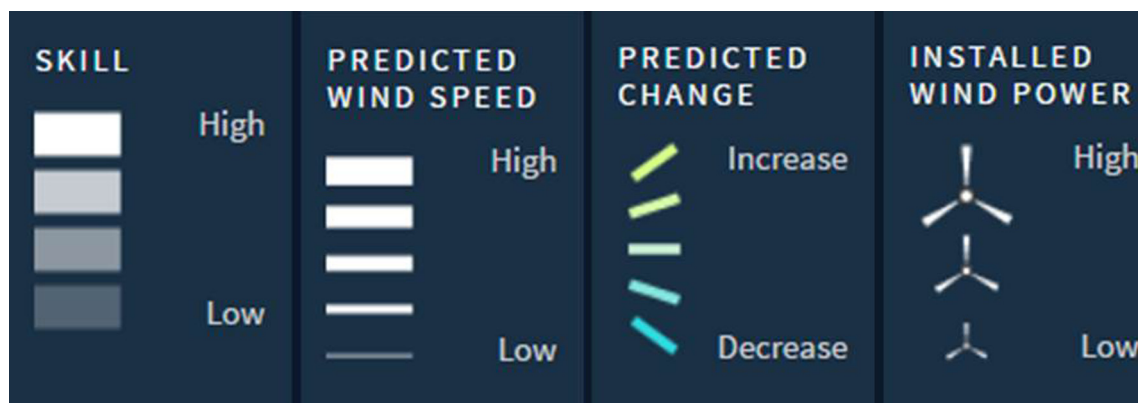 SKILL
High
Low
PREDICTED
WIND SPEED
High
Low
PREDICTED
CHANGE
Increase
Decrease
INSTALLED
WIND POWER
High
Low